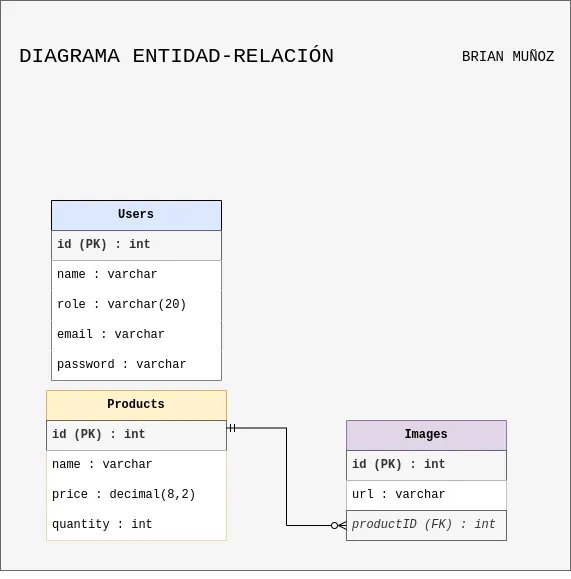 DIAGRAMA ENTIDAD-RELACIÓN
BRIAN MUÑOZ
Users
id (PK) : int
name : varchar
role : varchar(20)
email : varchar
password : varchar
Products
id (PK) : int
name : varchar
price : decimal(8,2)
quantity : int
Images
id (PK) : int
url : varchar
productID (FK) : int